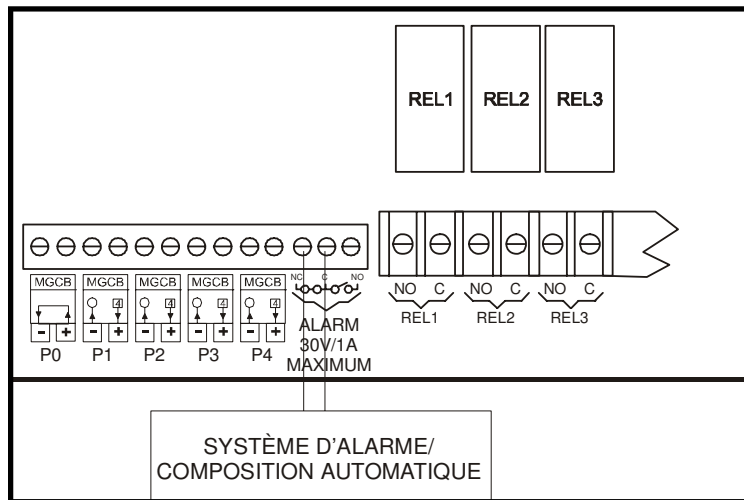 REL1 REL2 REL3
MGCB MGCB MGCB MGCB MGCB NC C NO
4 4 4 4
- + - + - + - + - +
P0 P1 P2 P3 P4
ALARM
30V/1A
MAXIMUM
NO C NO C NO C
REL1 REL2 REL3
SYSTÈME D'ALARME/
COMPOSITION AUTOMATIQUE